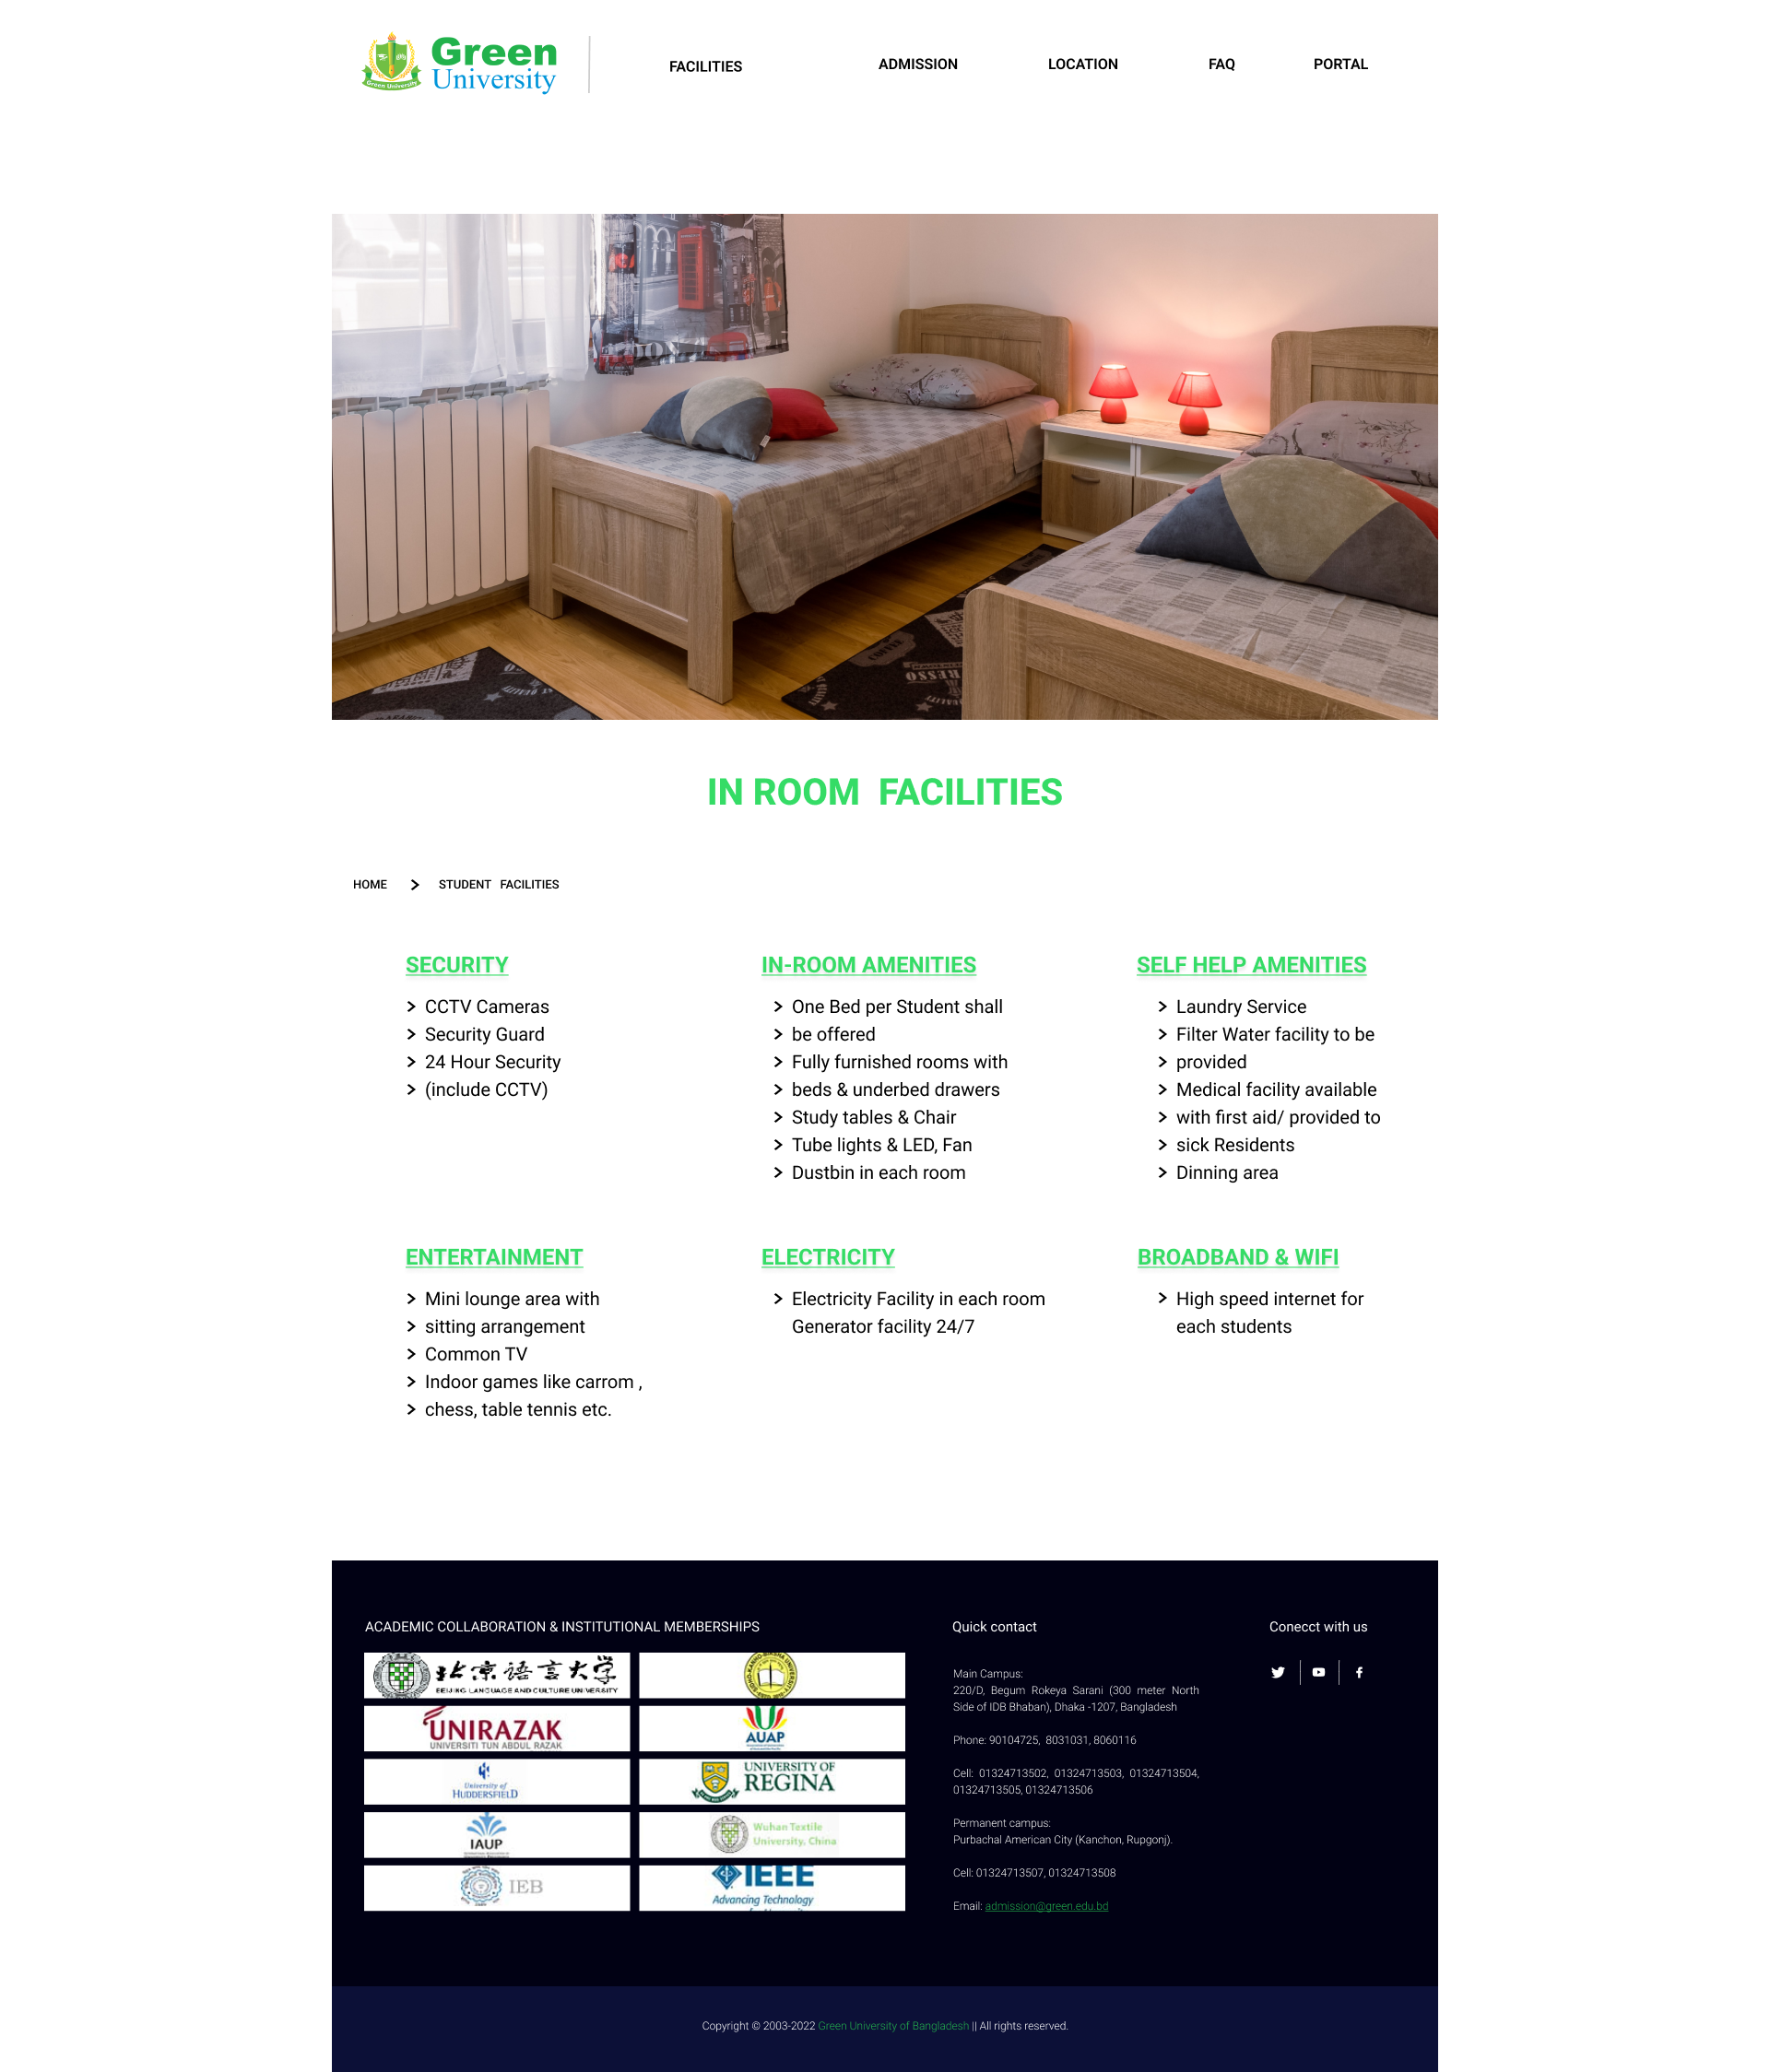 Green
University
Green University
FACILITIES
ADMISSION
LOCATION
FAQ
PORTAL
IN ROOM  FACILITIES
HOME > STUDENT  FACILITIES
SECURITY
> CCTV Cameras
> Security Guard
> 24 Hour Security
> (include CCTV)
IN-ROOM AMENITIES
> One Bed per Student shall
> be offered
> Fully furnished rooms with
> beds & underbed drawers
> Study tables & Chair
> Tube lights & LED, Fan
> Dustbin in each room
SELF HELP AMENITIES
> Laundry Service
> Filter Water facility to be
> provided
> Medical facility available
> with first aid/ provided to
> sick Residents
> Dinning area
ENTERTAINMENT
> Mini lounge area with
> sitting arrangement
> Common TV
> Indoor games like carrom ,
> chess, table tennis etc.
ELECTRICITY
> Electricity Facility in each room
Generator facility 24/7
BROADBAND & WIFI
> High speed internet for
each students
ACADEMIC COLLABORATION & INSTITUTIONAL MEMBERSHIPS
北京语言大学
BEIJING LANGUAGE AND CULTURE UNIVERSITY
UNIRAZAK
UNIVERSITI TUN ABDUL RAZAK
AUAP
University of
HUDDERSFIELD
UNIVERSITY OF
REGINA
IAUP
Wuhan Textile
University, China
IEB
IEEE
Advancing Technology
Quick contact
Main Campus:
220/D, Begum Rokeya Sarani (300 meter North
Side of IDB Bhaban), Dhaka -1207, Bangladesh
Phone: 90104725,  8031031, 8060116
Cell: 01324713502, 01324713503, 01324713504,
01324713505, 01324713506
Permanent campus:
Purbachal American City (Kanchon, Rupgonj).
Cell: 01324713507, 01324713508
Email: admission@green.edu.bd
Conecct with us
Copyright © 2003-2022 Green University of Bangladesh || All rights reserved.